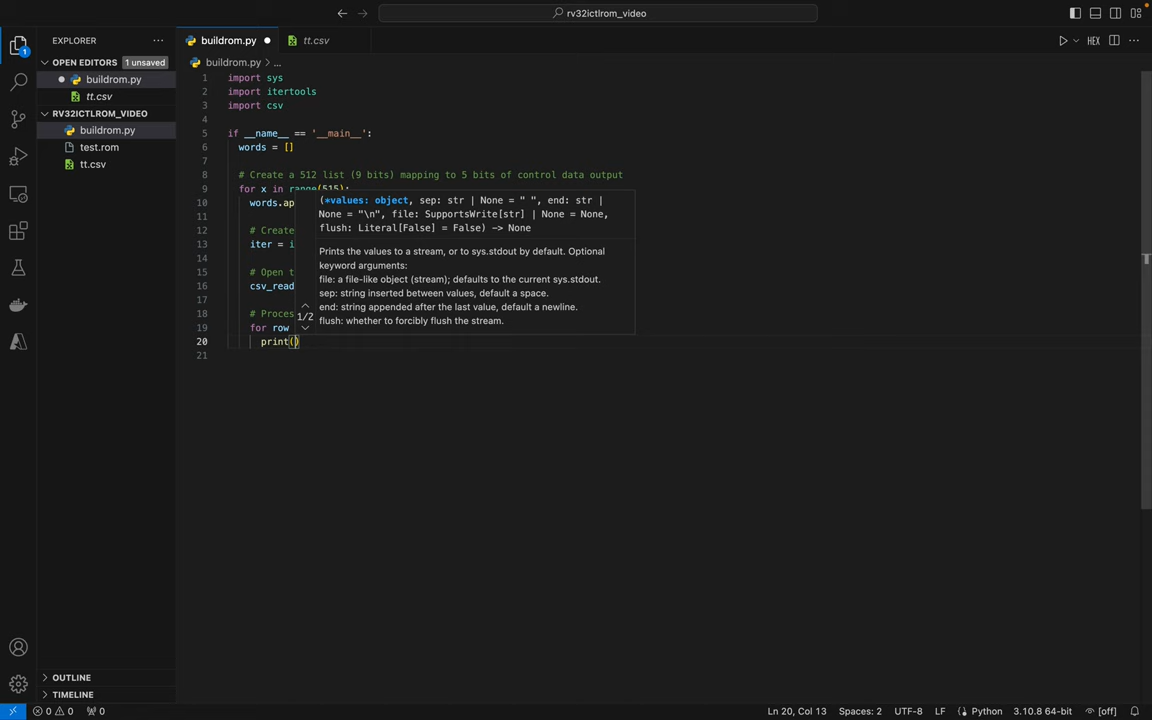 rv32ictlrom_video
EXPLORER
buildrom.py
tt.csv
HEX
OPEN EDITORS
1 unsaved
buildrom.py > ...
buildrom.py
tt.csv
RV32ICTLROM_VIDEO
buildrom.py
test.rom
tt.csv
1 import sys
2 import itertools
3 import csv
4
5 if __name__ == '__main__':
6 words = []
7
8 # Create a 512 list (9 bits) mapping to 5 bits of control data output
9 for x in range(515):
10 words.ap
11
12 # Create
13 iter = i
14
15 # Open t
16 csv_read
17
18 # Proces
19 for row
20 print()
21
(*values: object, sep: str | None = " ", end: str |
None = "\n", file: SupportsWrite[str] | None = None,
flush: Literal[False] = False) -> None
Prints the values to a stream, or to sys.stdout by default. Optional
keyword arguments:
file: a file-like object (stream); defaults to the current sys.stdout.
sep: string inserted between values, default a space.
end: string appended after the last value, default a newline.
flush: whether to forcibly flush the stream.
1/2
1
OUTLINE
TIMELINE
0 0 0
Ln 20, Col 13
Spaces: 2
UTF-8
LF
Python
3.10.8 64-bit
[off]